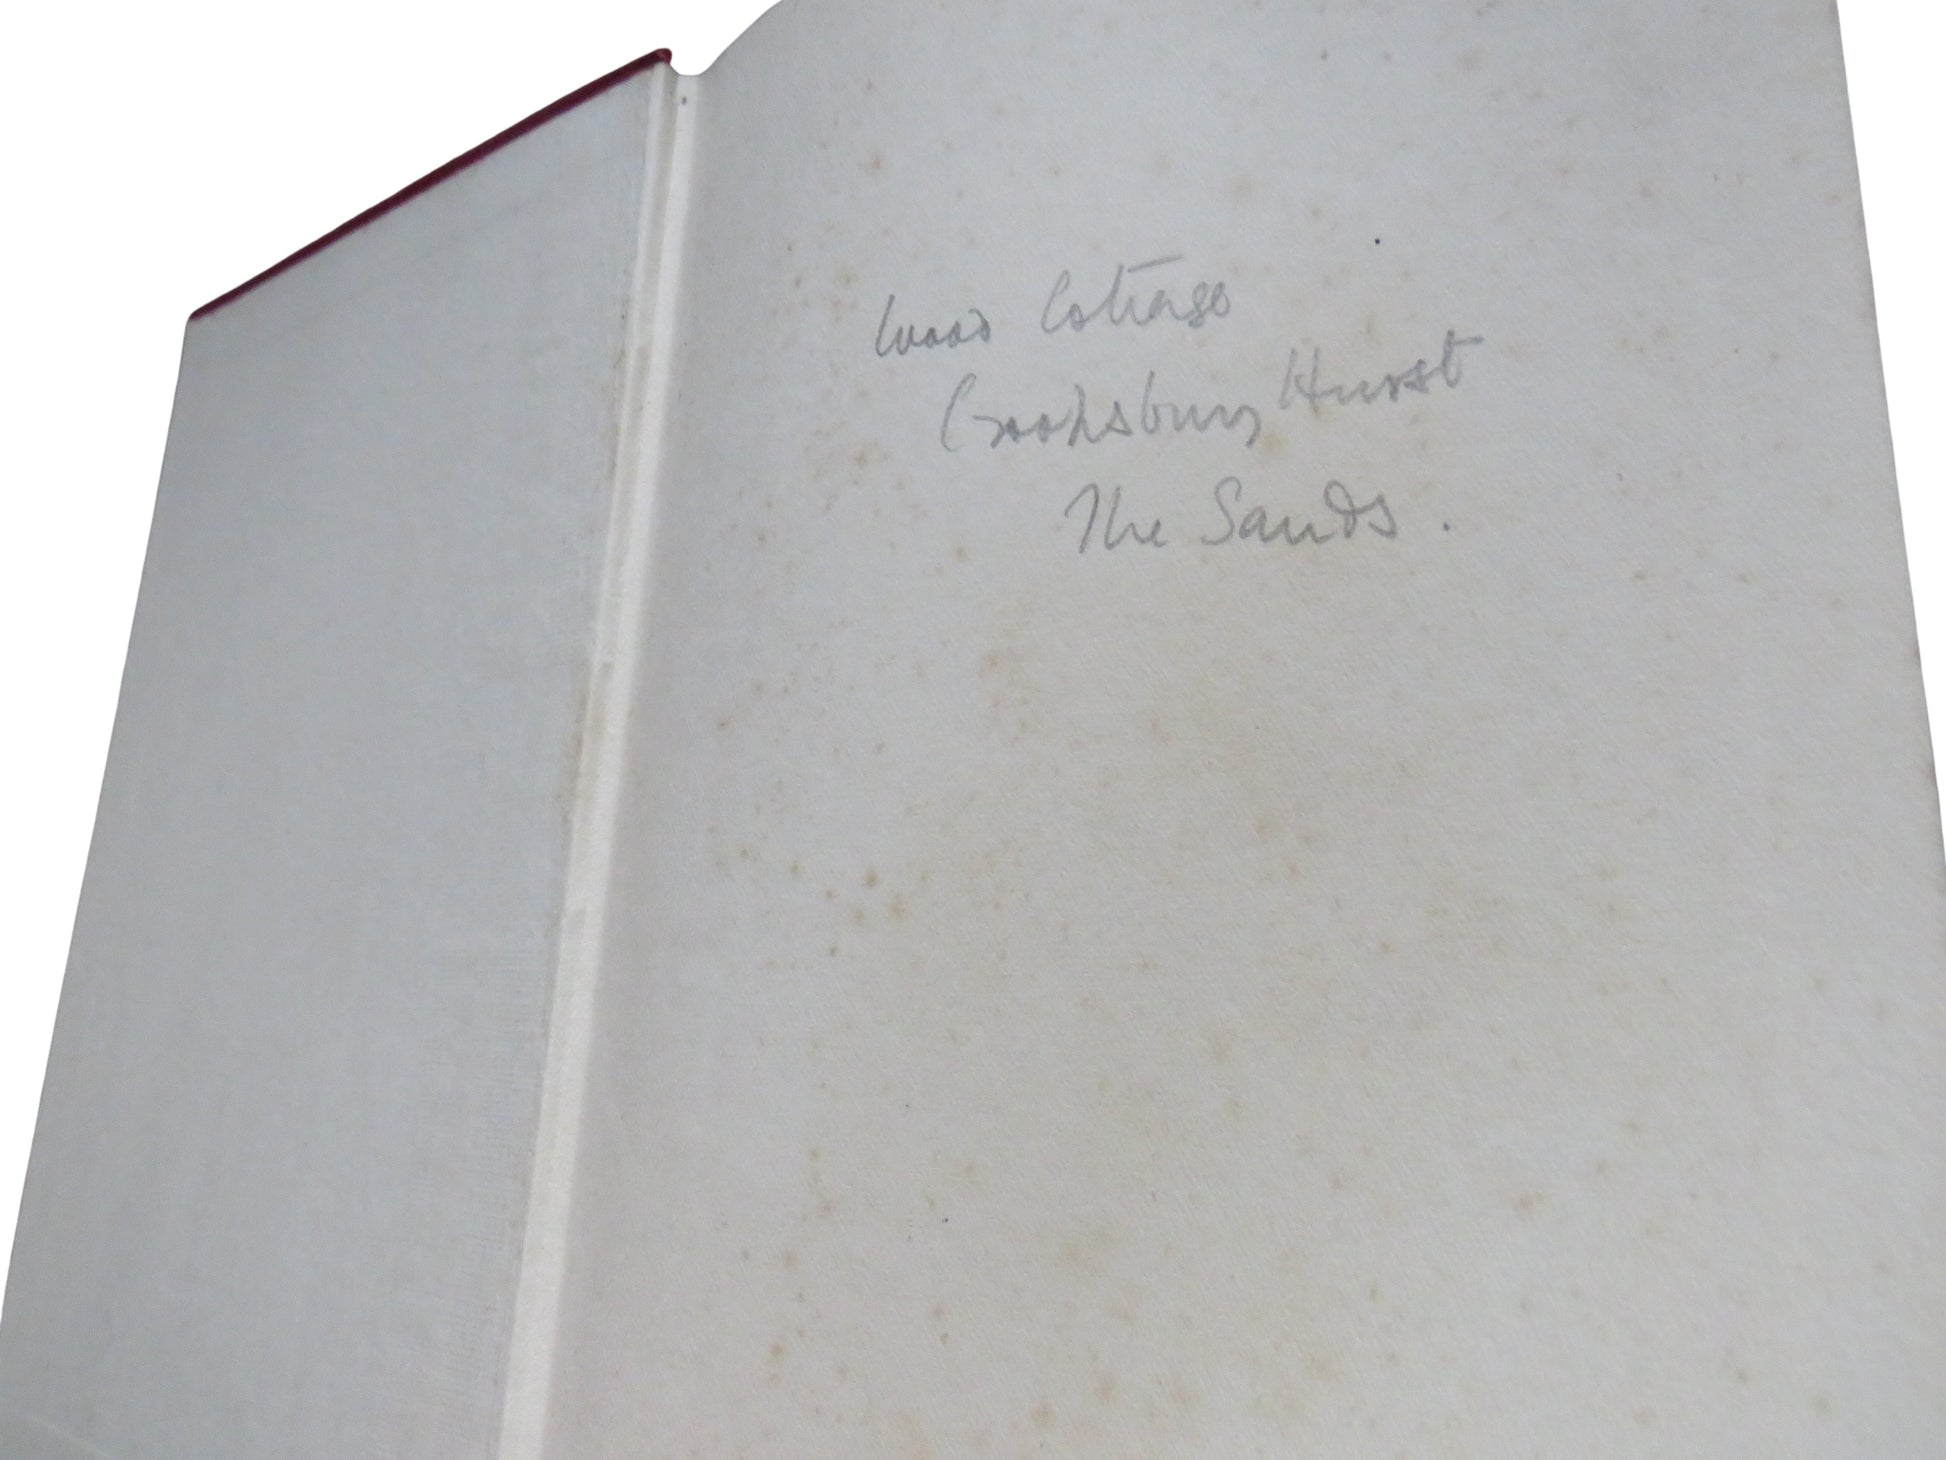 Wood Cottage
Crooksbury Hurst
The Sands.